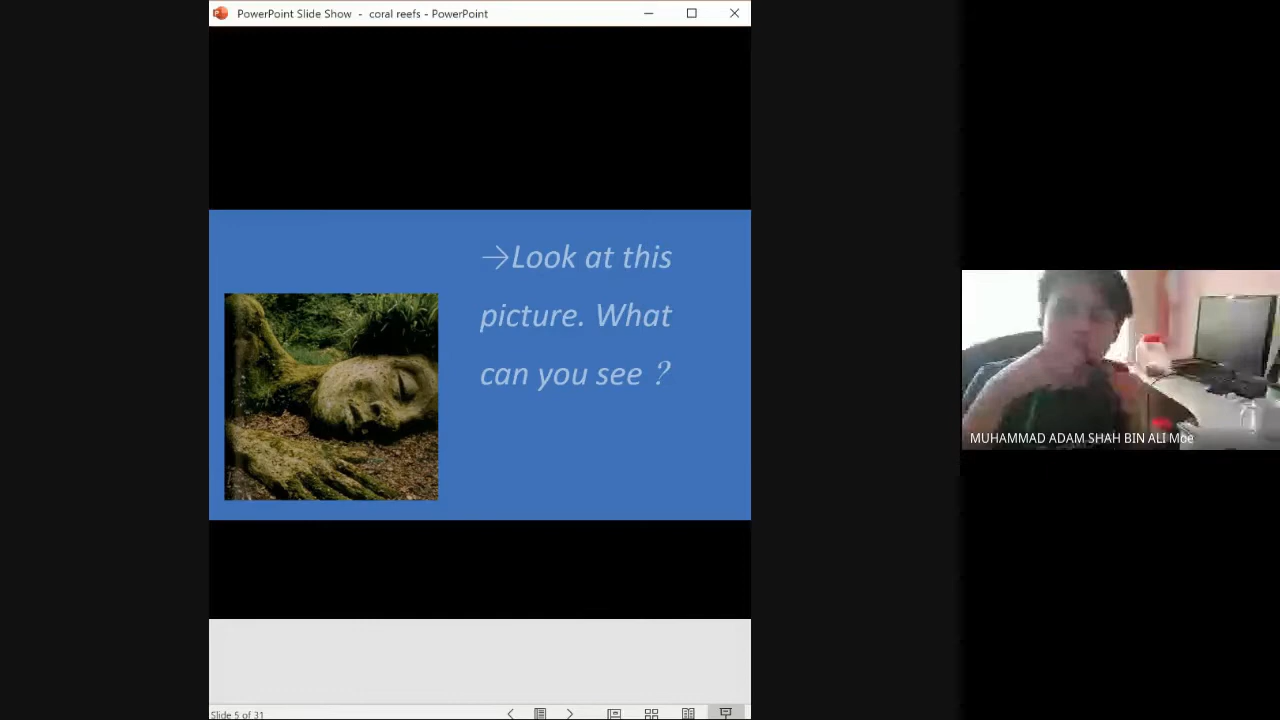 PowerPoint Slide Show - coral reefs - PowerPoint
→Look at this
picture. What
can you see ?
MUHAMMAD ADAM SHAH BIN ALI Moe
Slide 5 of 31